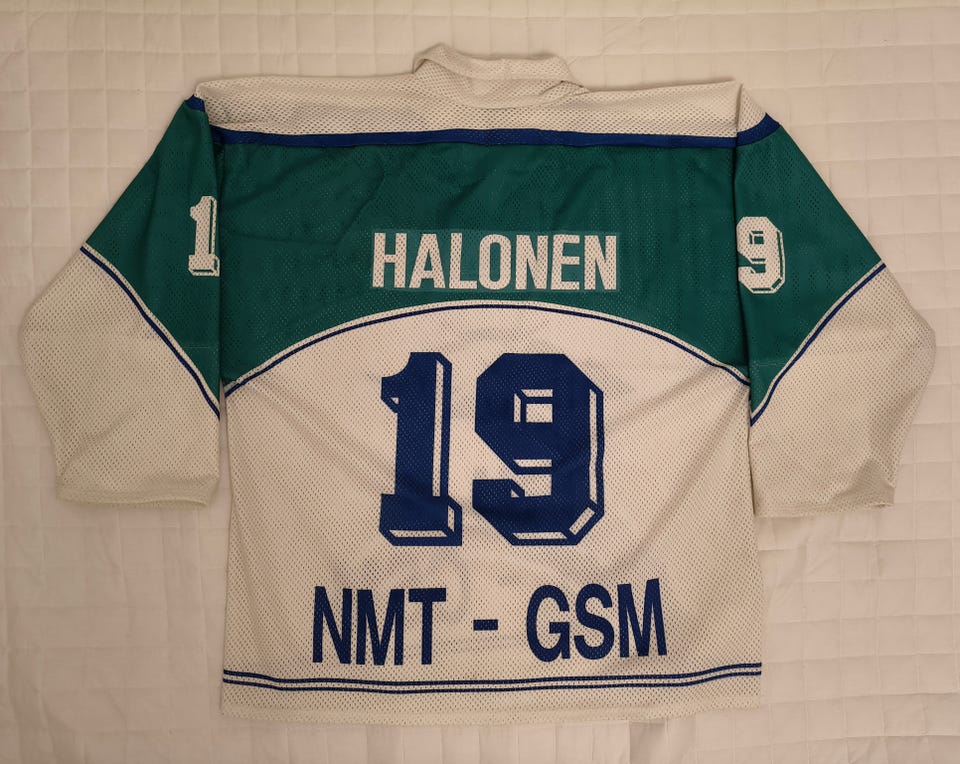 HALONEN
1 9
19
NMT - GSM